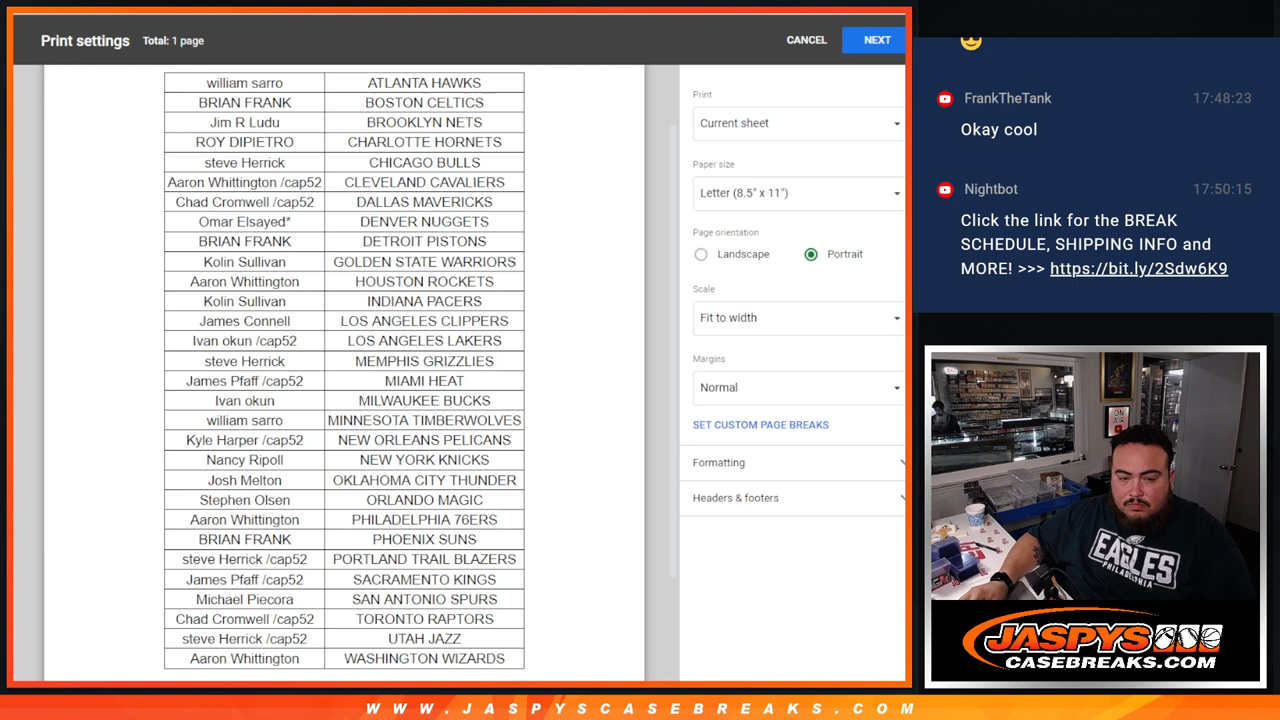 Print settings Total: 1 page CANCEL NEXT
william sarro ATLANTA HAWKS
BRIAN FRANK BOSTON CELTICS
Jim R Ludu BROOKLYN NETS
ROY DIPIETRO CHARLOTTE HORNETS
steve Herrick CHICAGO BULLS
Aaron Whittington /cap52 CLEVELAND CAVALIERS
Chad Cromwell /cap52 DALLAS MAVERICKS
Omar Elsayed* DENVER NUGGETS
BRIAN FRANK DETROIT PISTONS
Kolin Sullivan GOLDEN STATE WARRIORS
Aaron Whittington HOUSTON ROCKETS
Kolin Sullivan INDIANA PACERS
James Connell LOS ANGELES CLIPPERS
Ivan okun /cap52 LOS ANGELES LAKERS
steve Herrick MEMPHIS GRIZZLIES
James Pfaff /cap52 MIAMI HEAT
Ivan okun MILWAUKEE BUCKS
william sarro MINNESOTA TIMBERWOLVES
Kyle Harper /cap52 NEW ORLEANS PELICANS
Nancy Ripoll NEW YORK KNICKS
Josh Melton OKLAHOMA CITY THUNDER
Stephen Olsen ORLANDO MAGIC
Aaron Whittington PHILADELPHIA 76ERS
BRIAN FRANK PHOENIX SUNS
steve Herrick /cap52 PORTLAND TRAIL BLAZERS
James Pfaff /cap52 SACRAMENTO KINGS
Michael Piecora SAN ANTONIO SPURS
Chad Cromwell /cap52 TORONTO RAPTORS
steve Herrick /cap52 UTAH JAZZ
Aaron Whittington WASHINGTON WIZARDS
Print
Current sheet
Paper size
Letter (8.5" x 11")
Page orientation
Landscape Portrait
Scale
Fit to width
Margins
Normal
SET CUSTOM PAGE BREAKS
Formatting
Headers & footers
FrankTheTank 17:48:23
Okay cool
Nightbot 17:50:15
Click the link for the BREAK
SCHEDULE, SHIPPING INFO and
MORE! >>> https://bit.ly/2Sdw6K9
ON
AIR
EAGLES
PHILADELPHIA
JASPYS
CASEBREAKS.COM
WWW.JASPYSCASEBREAKS.COM